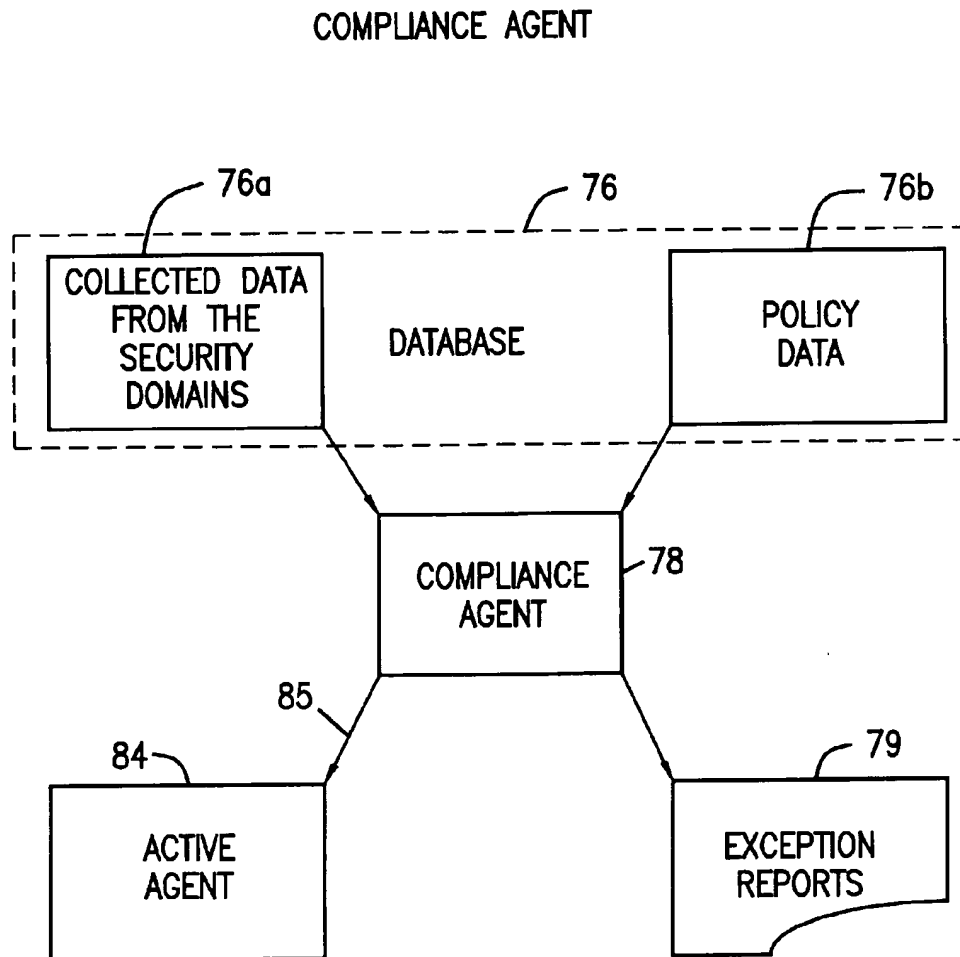 COMPLIANCE AGENT
76a
76
76b
COLLECTED DATA
FROM THE
SECURITY
DOMAINS
DATABASE
POLICY
DATA
COMPLIANCE
AGENT
78
85
84
79
ACTIVE
AGENT
EXCEPTION
REPORTS